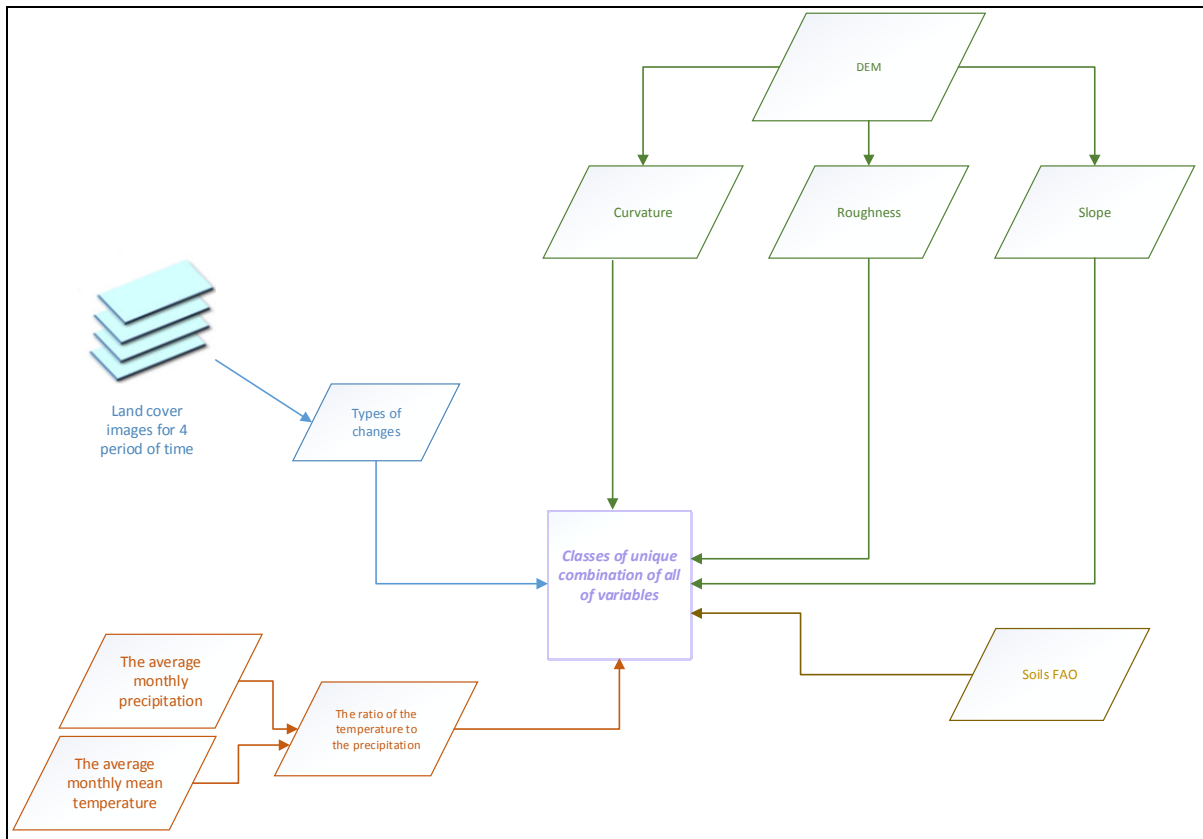 DEM
Curvature
Roughness
Slope
Land cover
images for 4
period of time
Types of
changes
Classes of unique
combination of all
of variables
The average
monthly
precipitation
The ratio of the
temperature to
the precipitation
Soils FAO
The average
monthly mean
temperature